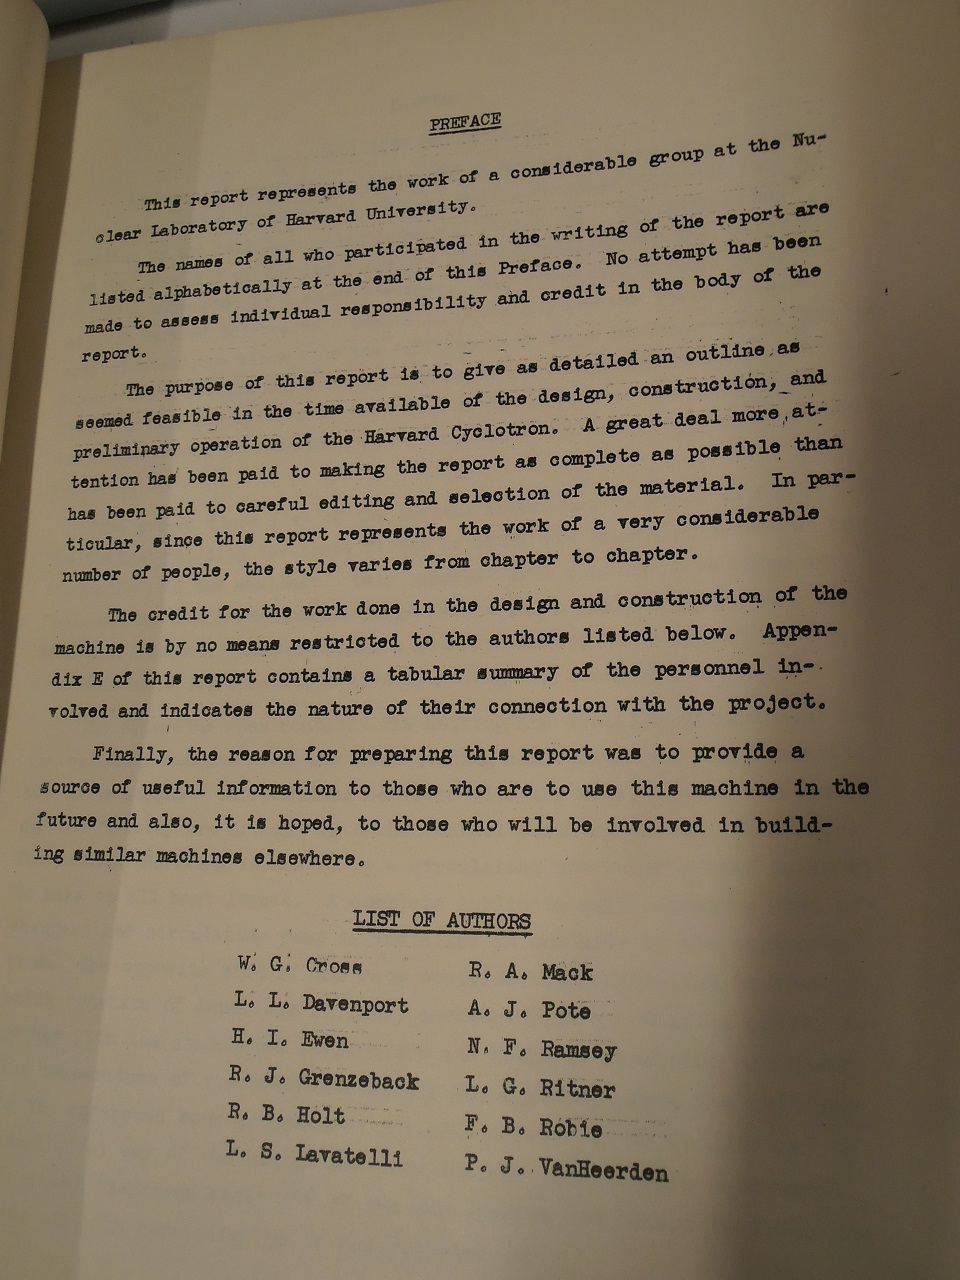 PREFACE
This report represents the work of a considerable group at the Nu-
clear Laboratory of Harvard University.
The names of all who participated in the writing of the report are
listed alphabetically at the end of this Preface. No attempt has been
made to assess individual responsibility and credit in the body of the
report.
The purpose of this report is to give as detailed an outline as
seemed feasible in the time available of the design, construction, and
preliminary operation of the Harvard Cyclotron. A great deal more at-
tention has been paid to making the report as complete as possible than
has been paid to careful editing and selection of the material. In par-
ticular, since this report represents the work of a very considerable
number of people, the style varies from chapter to chapter.
The credit for the work done in the design and construction of the
machine is by no means restricted to the authors listed below. Appen-
dix E of this report contains a tabular summary of the personnel in-
volved and indicates the nature of their connection with the project.
Finally, the reason for preparing this report was to provide a
source of useful information to those who are to use this machine in the
future and also, it is hoped, to those who will be involved in build-
ing similar machines elsewhere.
LIST OF AUTHORS
W. G. Cross
L. L. Davenport
H. I. Ewen
R. J. Grenzeback
R. B. Holt
L. S. Lavatelli
R. A. Mack
A. J. Pote
N. F. Ramsey
L. G. Ritner
F. B. Robie
P. J. VanHeerden